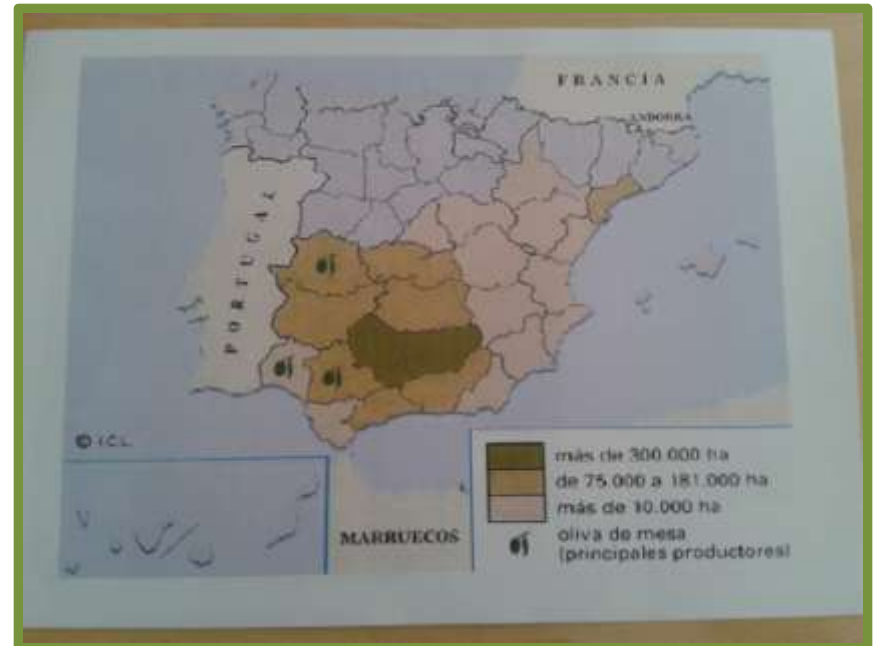 FRANCIA
ANDORRA
PORTUGAL
© I.C.L.
MARRUECOS
más de 300.000 ha
de 75.000 a 181.000 ha
más de 10.000 ha
oliva de mesa
(principales productores)